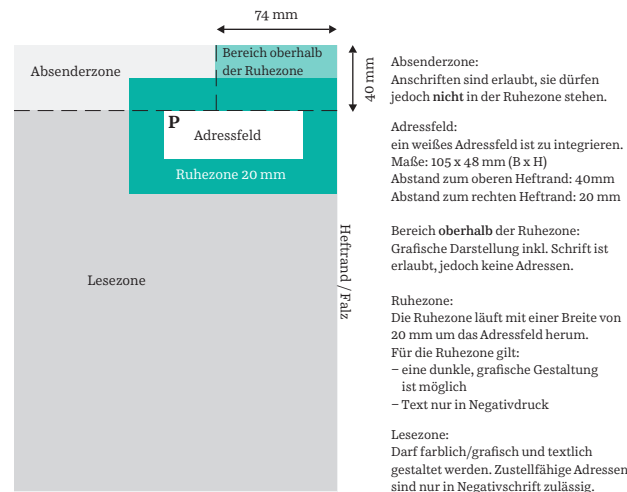 74 mm
Absenderzone
Bereich oberhalb
der Ruhezone
40 mm
P
Adressfeld
Ruhezone 20 mm
Lesezone
Heftrand / Falz
Absenderzone:
Anschriften sind erlaubt, sie dürfen
jedoch nicht in der Ruhezone stehen.
Adressfeld:
ein weißes Adressfeld ist zu integrieren.
Maße: 105 x 48 mm (B x H)
Abstand zum oberen Heftrand: 40mm
Abstand zum rechten Heftrand: 20 mm
Bereich oberhalb der Ruhezone:
Grafische Darstellung inkl. Schrift ist
erlaubt, jedoch keine Adressen.
Ruhezone:
Die Ruhezone läuft mit einer Breite von
20 mm um das Adressfeld herum.
Für die Ruhezone gilt:
– eine dunkle, grafische Gestaltung
ist möglich
– Text nur in Negativdruck
Lesezone:
Darf farblich/grafisch und textlich
gestaltet werden. Zustellfähige Adressen
sind nur in Negativschrift zulässig.